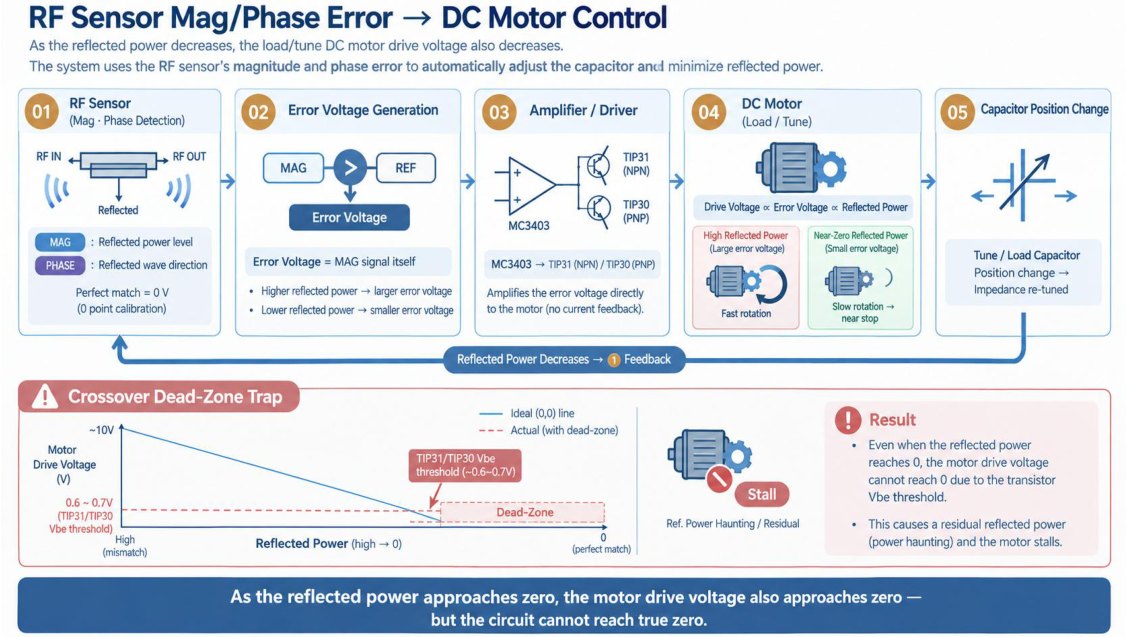 RF Sensor Mag/Phase Error → DC Motor Control
As the reflected power decreases, the load/tune DC motor drive voltage also decreases.
The system uses the RF sensor's magnitude and phase error to automatically adjust the capacitor and minimize reflected power.
01
RF Sensor
(Mag · Phase Detection)
RF IN
RF OUT
Reflected
MAG : Reflected power level
PHASE : Reflected wave direction
Perfect match = 0 V
(0 point calibration)
02
Error Voltage Generation
MAG
>
REF
Error Voltage
Error Voltage = MAG signal itself
• Higher reflected power → larger error voltage
• Lower reflected power → smaller error voltage
03
Amplifier / Driver
+
+
MC3403
TIP31
(NPN)
TIP30
(PNP)
MC3403 → TIP31 (NPN) / TIP30 (PNP)
Amplifies the error voltage directly
to the motor (no current feedback).
04
DC Motor
(Load / Tune)
Drive Voltage ∝ Error Voltage ∝ Reflected Power
High Reflected Power
(Large error voltage)
Fast rotation
Near-Zero Reflected Power
(Small error voltage)
Slow rotation →
near stop
05
Capacitor Position Change
Tune / Load Capacitor
Position change →
Impedance re-tuned
Reflected Power Decreases → 1 Feedback
! Crossover Dead-Zone Trap
~10V
Motor
Drive Voltage
(V)
0.6 ~ 0.7V
(TIP31/TIP30
Vbe threshold)
High
(mismatch)
Reflected Power (high → 0)
0
(perfect match)
Ideal (0,0) line
Actual (with dead-zone)
TIP31/TIP30 Vbe
threshold (~0.6~0.7V)
Dead-Zone
Stall
Ref. Power Haunting / Residual
! Result
• Even when the reflected power
reaches 0, the motor drive voltage
cannot reach 0 due to the transistor
Vbe threshold.
• This causes a residual reflected power
(power haunting) and the motor stalls.
As the reflected power approaches zero, the motor drive voltage also approaches zero —
but the circuit cannot reach true zero.